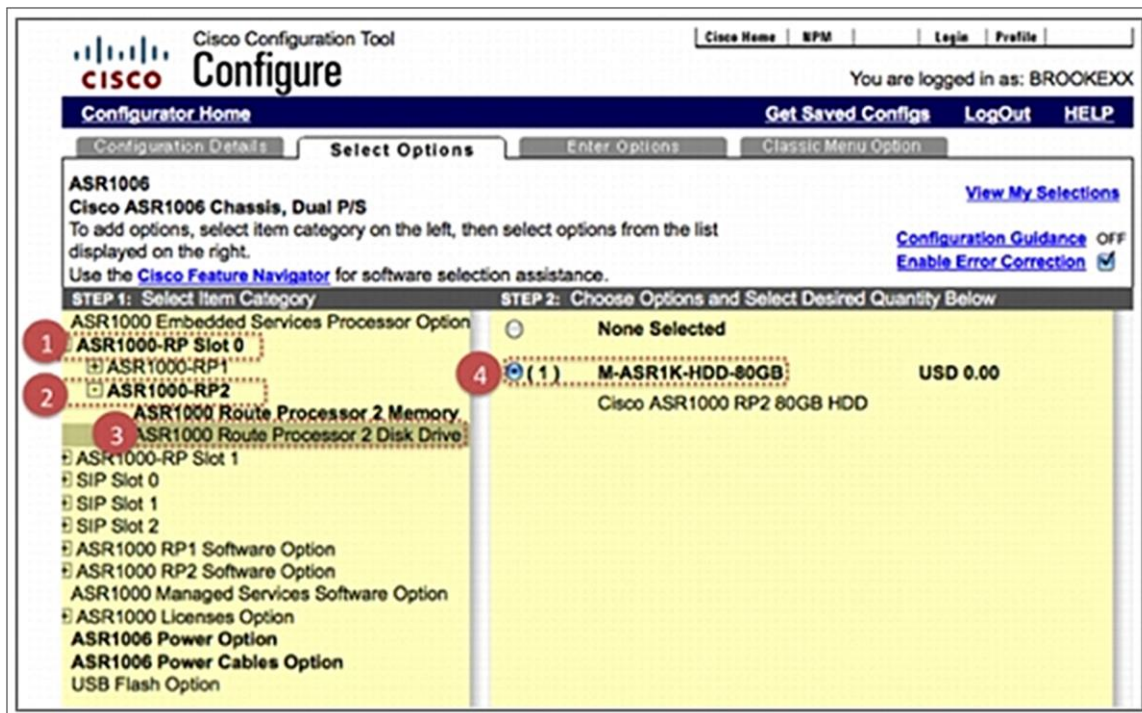 Cisco Configuration Tool
CISCO Configure
Cisco Home NPM Login Profile
You are logged in as: BROOKEXX
Configurator Home Get Saved Configs LogOut HELP
Configuration Details Select Options Enter Options Classic Menu Option
ASR1006
Cisco ASR1006 Chassis, Dual P/S
To add options, select item category on the left, then select options from the list
displayed on the right.
Use the Cisco Feature Navigator for software selection assistance.
View My Selections
Configuration Guidance OFF
Enable Error Correction
STEP 1: Select Item Category
ASR1000 Embedded Services Processor Option
1 ASR1000-RP Slot 0
ASR1000-RP1
2 ASR1000-RP2
ASR1000 Route Processor 2 Memory
3 ASR1000 Route Processor 2 Disk Drive
ASR1000-RP Slot 1
SIP Slot 0
SIP Slot 1
SIP Slot 2
ASR1000 RP1 Software Option
ASR1000 RP2 Software Option
ASR1000 Managed Services Software Option
ASR1000 Licenses Option
ASR1006 Power Option
ASR1006 Power Cables Option
USB Flash Option
STEP 2: Choose Options and Select Desired Quantity Below
None Selected
4 (1) M-ASR1K-HDD-80GB USD 0.00
Cisco ASR1000 RP2 80GB HDD